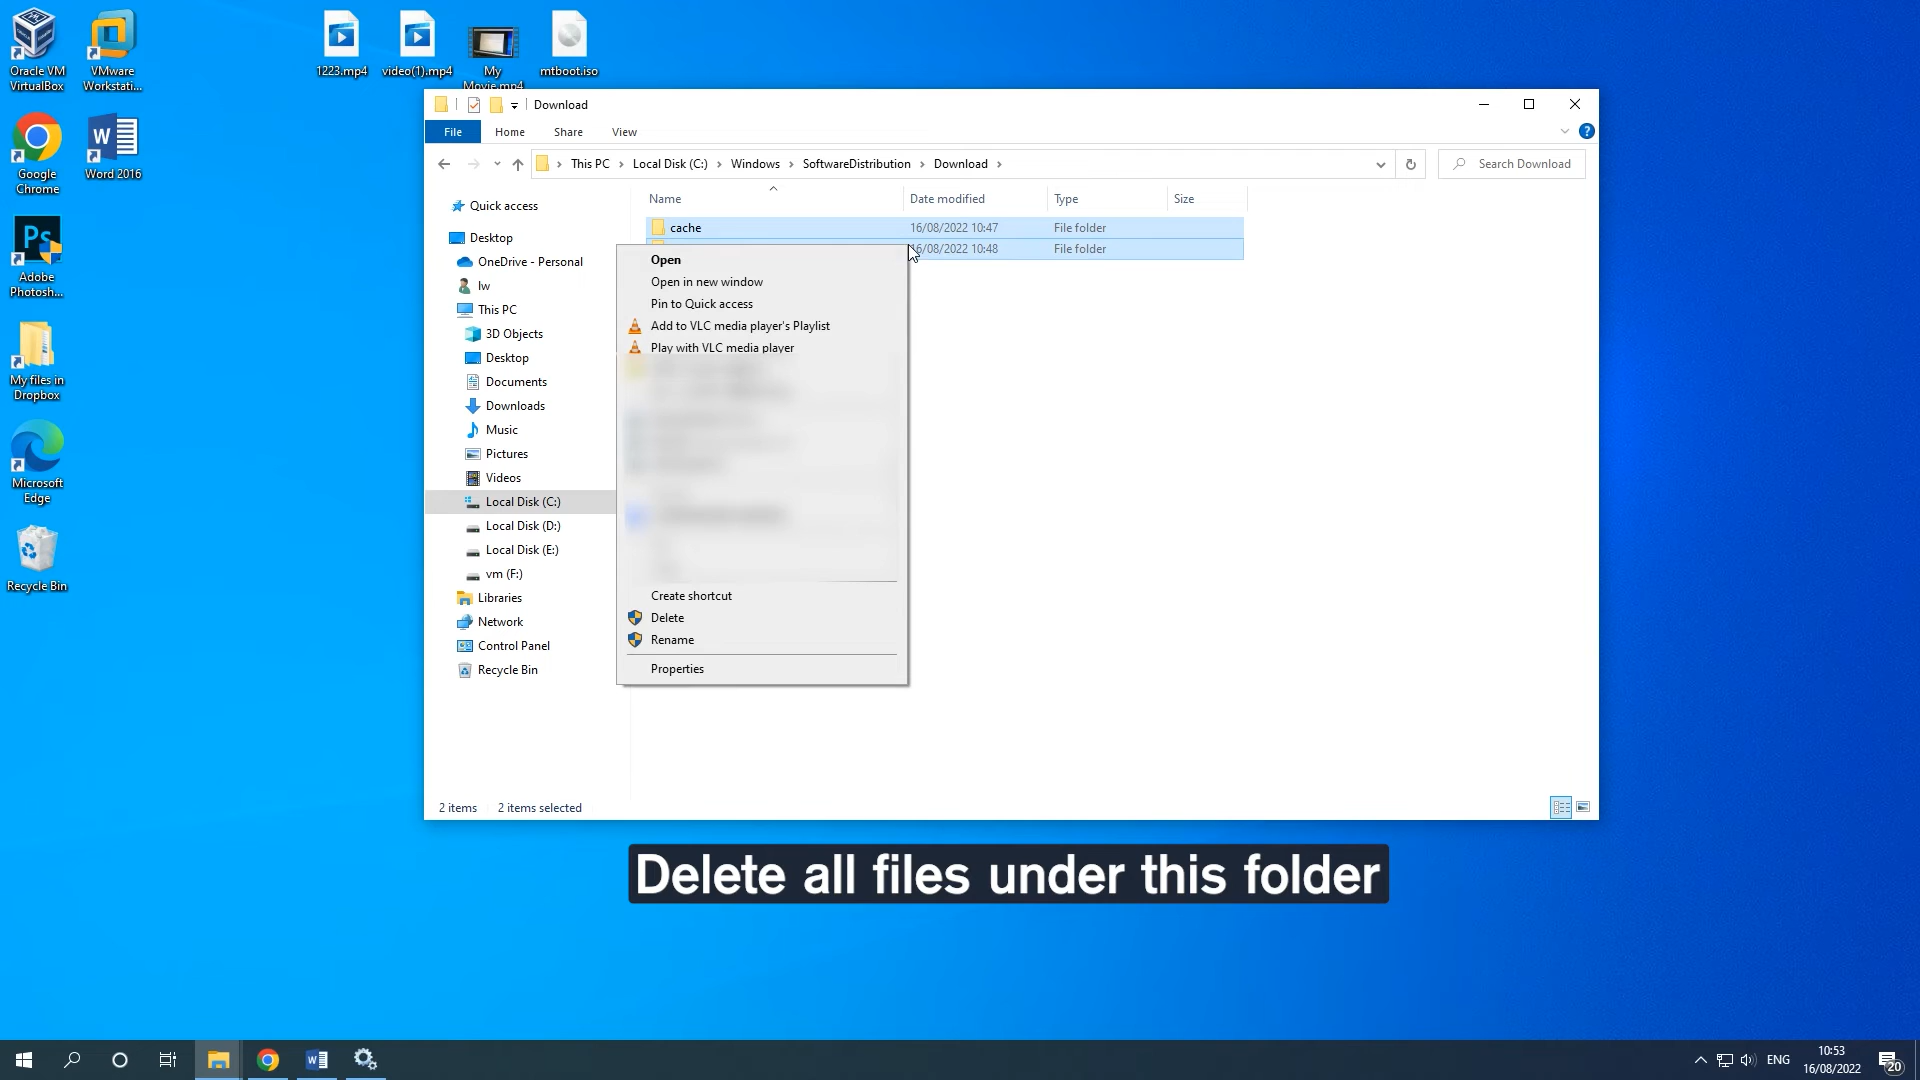 Oracle VM
VirtualBox
VMware
Workstati...
1223.mp4
video(1).mp4
My
Movie.mp4
mtboot.iso
Google
Chrome
Word 2016
Adobe
Photosh...
My files in
Dropbox
Microsoft
Edge
Recycle Bin
Download
File
Home
Share
View
This PC
Local Disk (C:)
Windows
SoftwareDistribution
Download
Search Download
Quick access
Desktop
OneDrive - Personal
lw
This PC
3D Objects
Desktop
Documents
Downloads
Music
Pictures
Videos
Local Disk (C:)
Local Disk (D:)
Local Disk (E:)
vm (F:)
Libraries
Network
Control Panel
Recycle Bin
Name
Date modified
Type
Size
cache
16/08/2022 10:47
File folder
16/08/2022 10:48
File folder
Open
Open in new window
Pin to Quick access
Add to VLC media player's Playlist
Play with VLC media player
Create shortcut
Delete
Rename
Properties
2 items
2 items selected
Delete all files under this folder
ENG
10:53
16/08/2022
20